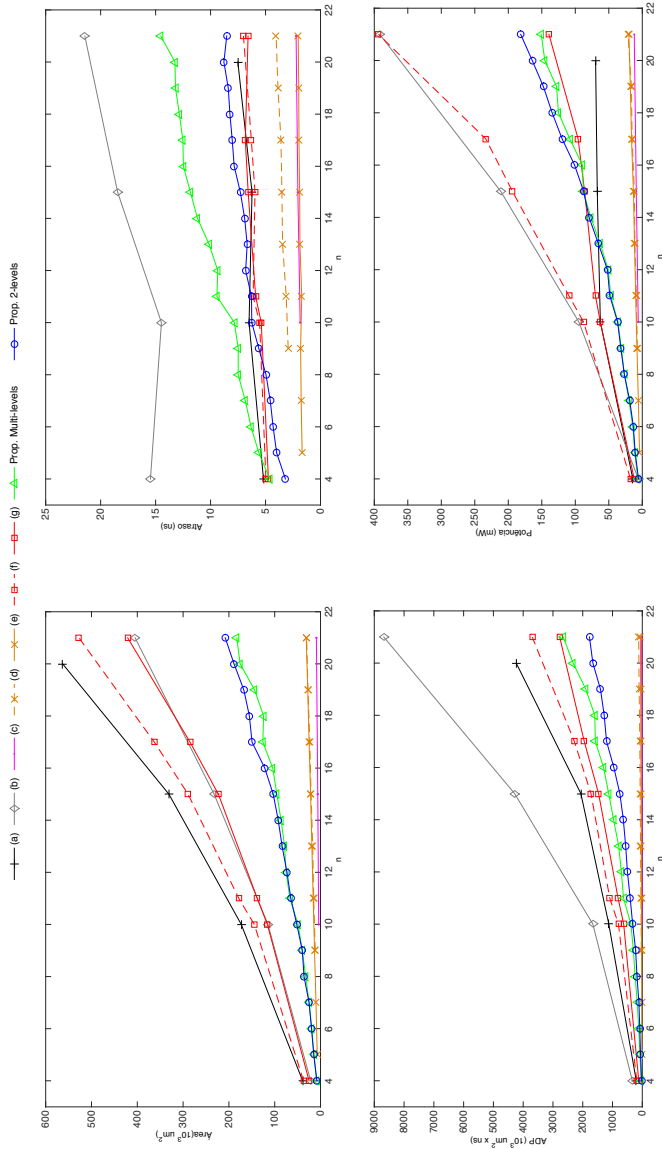 (a) (b) (c) (d) (e) (f) (g) Prop. Multi-levels Prop. 2-levels
600
500
400
300
200
100
0
Área(10³ um²)
4 6 8 10 12 14 16 18 20 22
n
25
20
15
10
5
0
Atraso (ns)
4 6 8 10 12 14 16 18 20 22
n
9000
8000
7000
6000
5000
4000
3000
2000
1000
0
ADP (10³ um² x ns)
4 6 8 10 12 14 16 18 20 22
n
400
350
300
250
200
150
100
50
0
Potência (mW)
4 6 8 10 12 14 16 18 20 22
n